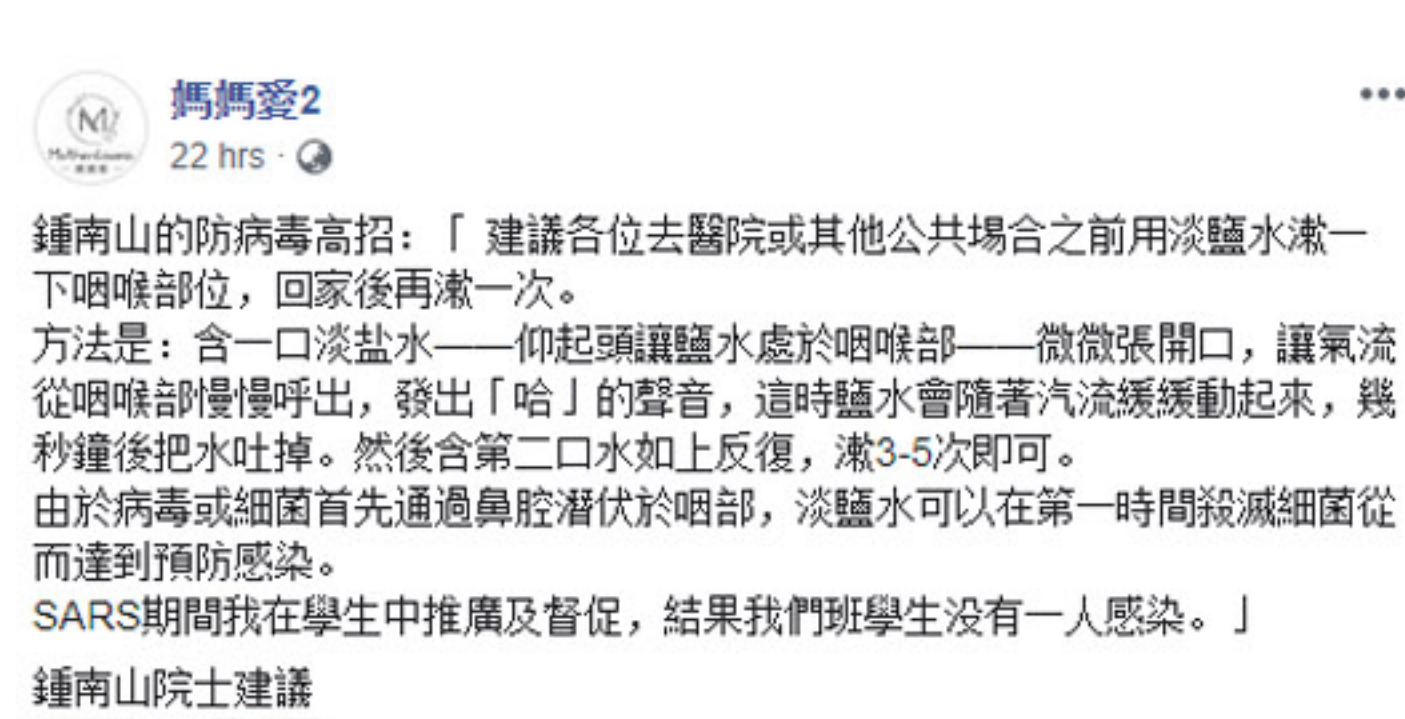 媽媽愛2
22 hrs ·
鍾南山的防病毒高招：「 建議各位去醫院或其他公共場合之前用淡鹽水漱一
下咽喉部位，回家後再漱一次。
方法是：含一口淡盐水——仰起頭讓鹽水處於咽喉部——微微張開口，讓氣流
從咽喉部慢慢呼出，發出「哈」的聲音，這時鹽水會隨著汽流緩緩動起來，幾
秒鐘後把水吐掉。然後含第二口水如上反復，漱3-5次即可。
由於病毒或細菌首先通過鼻腔潛伏於咽部，淡鹽水可以在第一時間殺滅細菌從
而達到預防感染。
SARS期間我在學生中推廣及督促，結果我們班學生没有一人感染。」
鍾南山院士建議